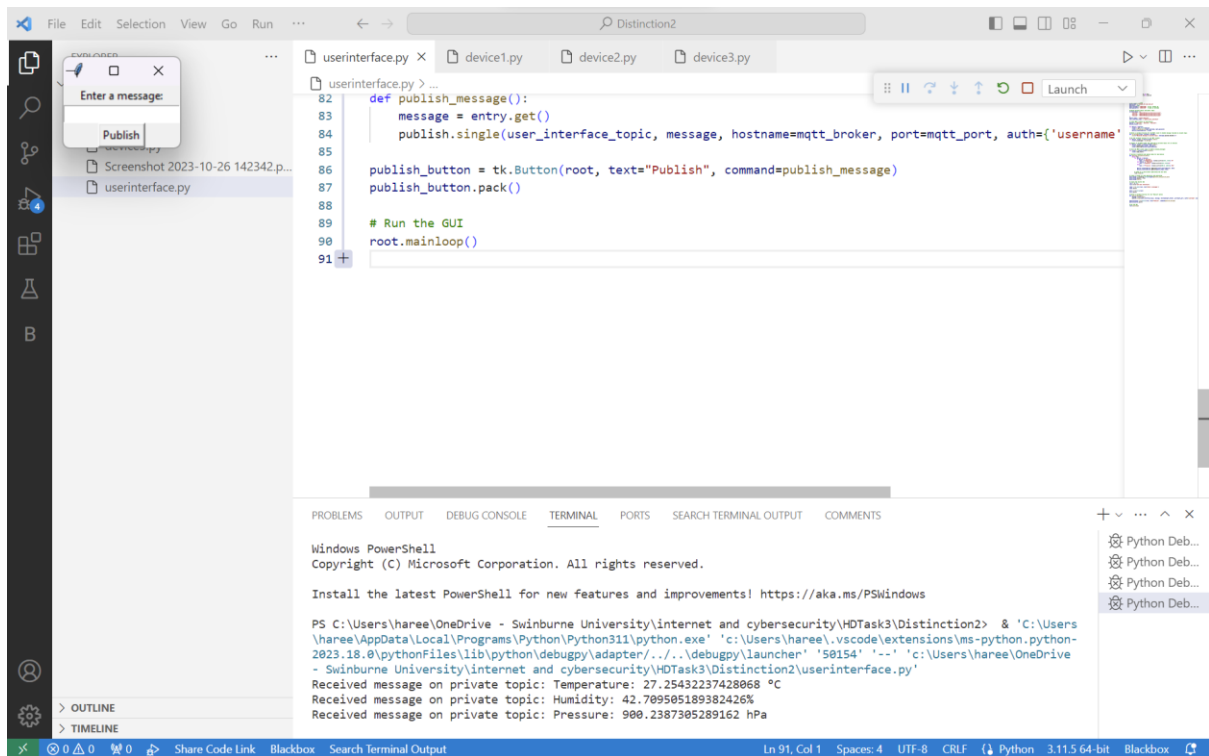 File Edit Selection View Go Run ··· Distinction2
EXPLORER ···
Enter a message:
Publish
Screenshot 2023-10-26 142342.p...
userinterface.py
OUTLINE
TIMELINE
userinterface.py device1.py device2.py device3.py
userinterface.py > ...
Launch
82 def publish_message():
83 message = entry.get()
84 publish.single(user_interface_topic, message, hostname=mqtt_broker, port=mqtt_port, auth={'username'
85
86 publish_button = tk.Button(root, text="Publish", command=publish_message)
87 publish_button.pack()
88
89 # Run the GUI
90 root.mainloop()
91
PROBLEMS OUTPUT DEBUG CONSOLE TERMINAL PORTS SEARCH TERMINAL OUTPUT COMMENTS
Windows PowerShell
Copyright (C) Microsoft Corporation. All rights reserved.
Install the latest PowerShell for new features and improvements! https://aka.ms/PSWindows
PS C:\Users\haree\OneDrive - Swinburne University\internet and cybersecurity\HDTask3\Distinction2> & 'C:\Users
\haree\AppData\Local\Programs\Python\Python311\python.exe' 'c:\Users\haree\.vscode\extensions\ms-python.python-
2023.18.0\pythonFiles\lib\python\debugpy\adapter/../..\debugpy\launcher' '50154' '--' 'c:\Users\haree\OneDrive
- Swinburne University\internet and cybersecurity\HDTask3\Distinction2\userinterface.py'
Received message on private topic: Temperature: 27.25432237428068 °C
Received message on private topic: Humidity: 42.709505189382426%
Received message on private topic: Pressure: 900.2387305289162 hPa
Python Deb...
Python Deb...
Python Deb...
Python Deb...
4
B
0 0 0 Share Code Link Blackbox Search Terminal Output Ln 91, Col 1 Spaces: 4 UTF-8 CRLF Python 3.11.5 64-bit Blackbox